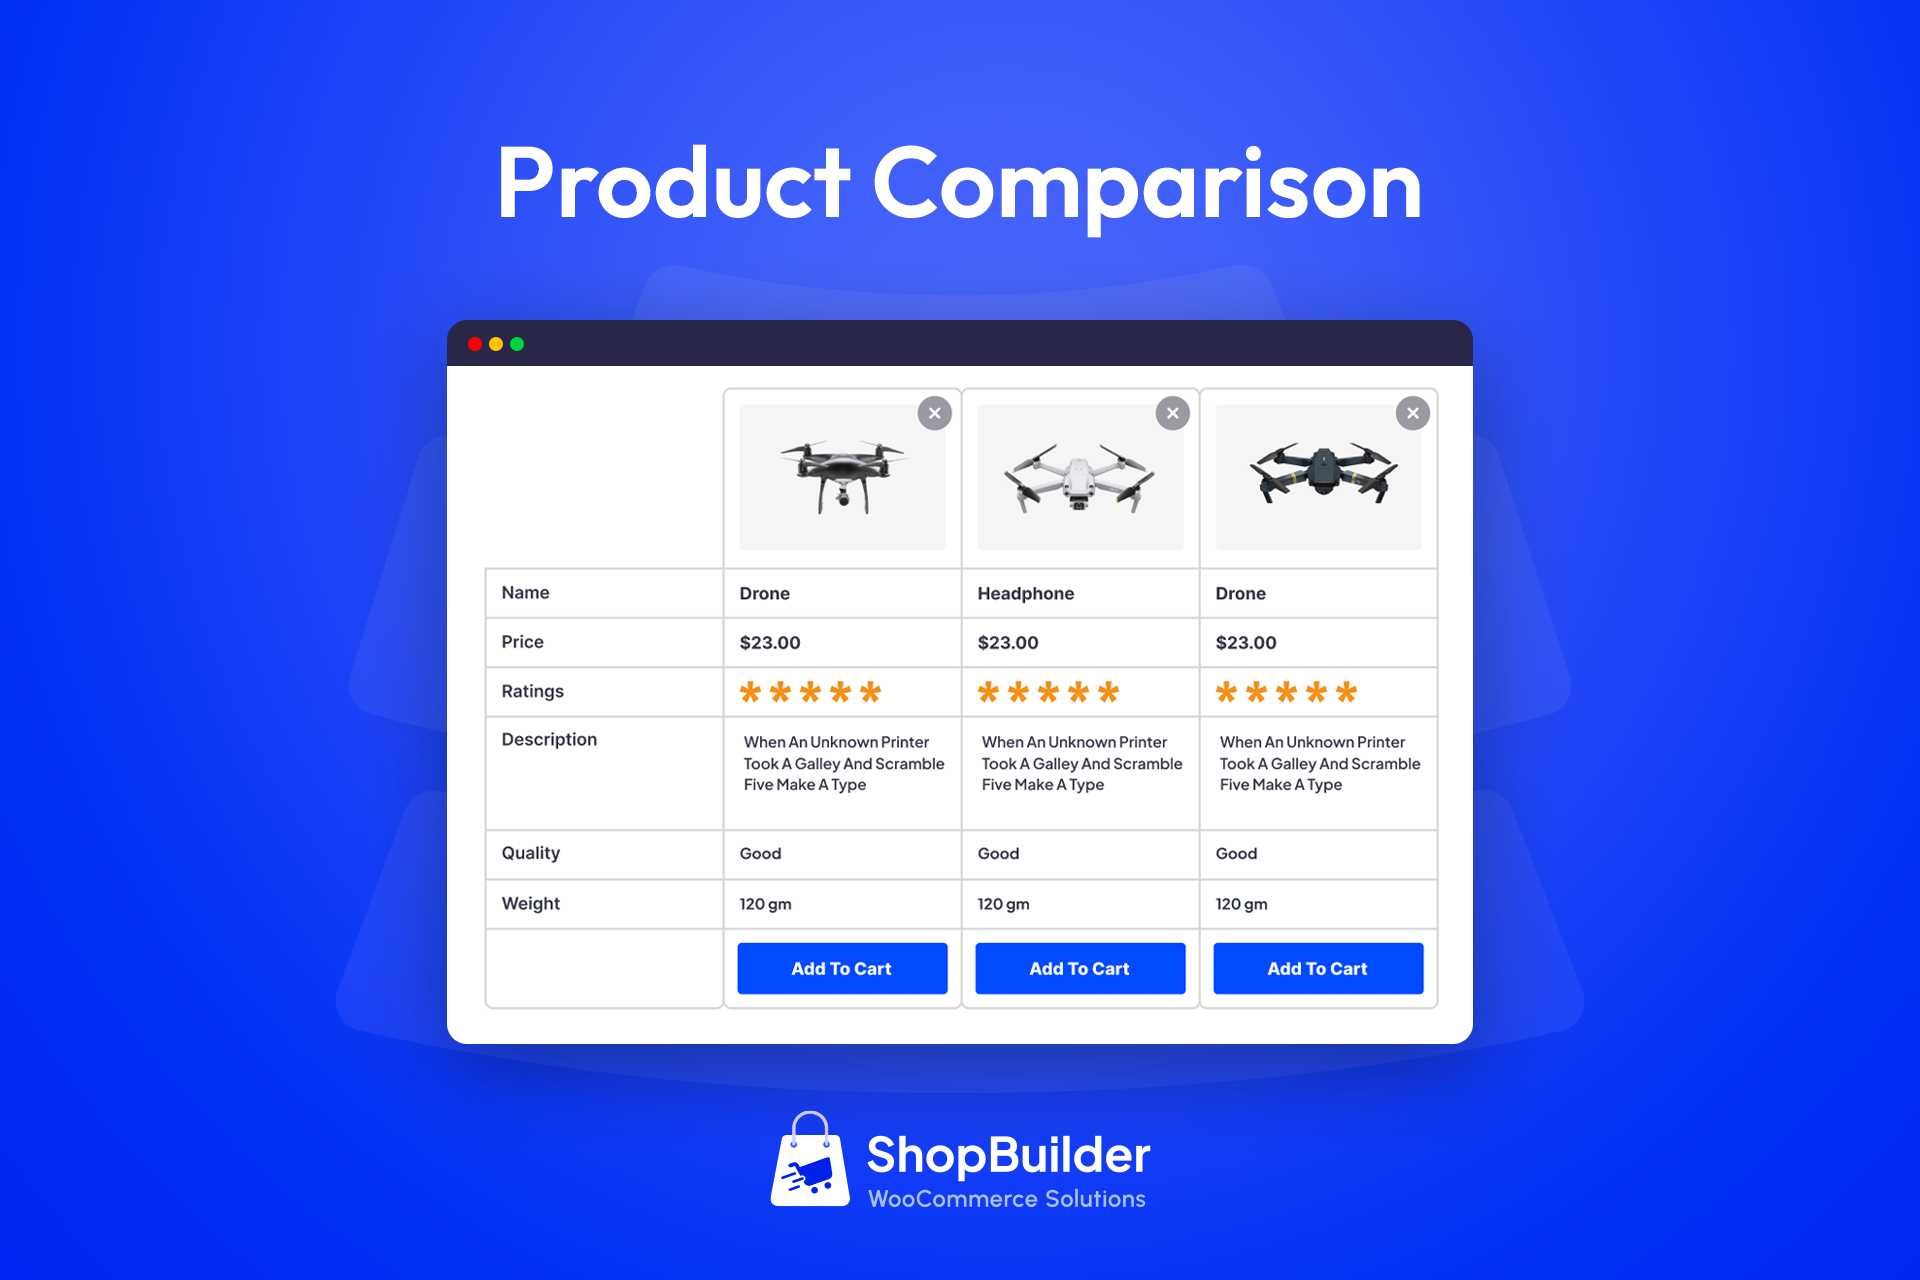 Product Comparison
Name Drone Headphone Drone
Price $23.00 $23.00 $23.00
Ratings * * * * * * * * * * * * * * *
Description When An Unknown Printer When An Unknown Printer When An Unknown Printer
Took A Galley And Scramble Took A Galley And Scramble Took A Galley And Scramble
Five Make A Type Five Make A Type Five Make A Type
Quality Good Good Good
Weight 120 gm 120 gm 120 gm
Add To Cart Add To Cart Add To Cart
ShopBuilder
WooCommerce Solutions